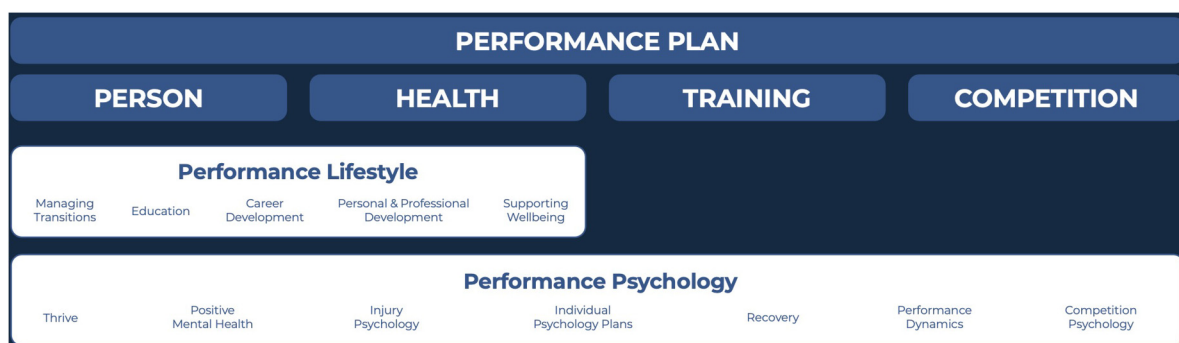 PERFORMANCE PLAN
PERSON
HEALTH
TRAINING
COMPETITION
Performance Lifestyle
Managing
Transitions
Education
Career
Development
Personal & Professional
Development
Supporting
Wellbeing
Performance Psychology
Thrive
Positive
Mental Health
Injury
Psychology
Individual
Psychology Plans
Recovery
Performance
Dynamics
Competition
Psychology